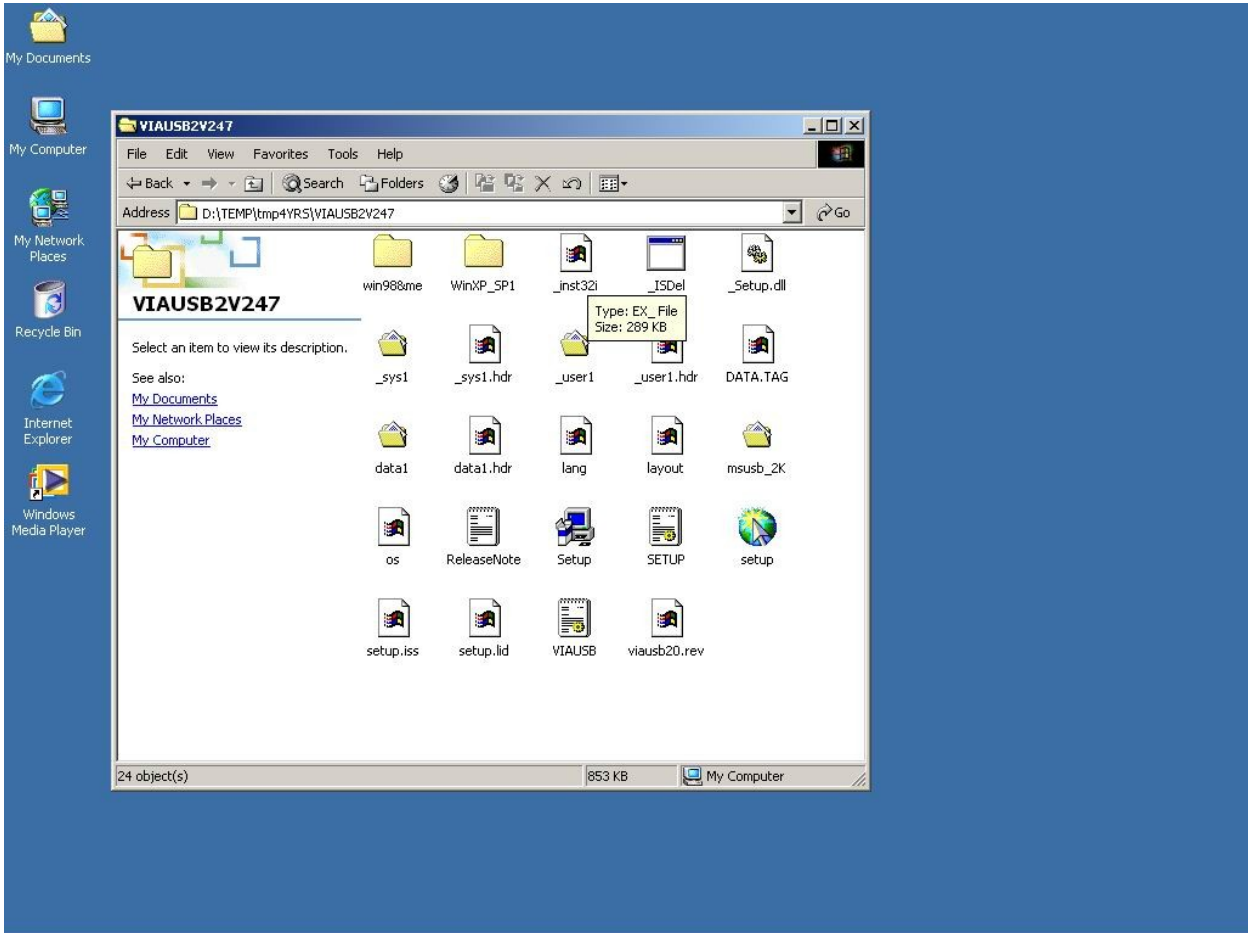 My Documents
My Computer
My Network
Places
Recycle Bin
Internet
Explorer
Windows
Media Player
VIAUSB2V247
File Edit View Favorites Tools Help
Back Search Folders
Address D:\TEMP\tmp4YRS\VIAUSB2V247 Go
VIAUSB2V247
Select an item to view its description.
See also:
My Documents
My Network Places
My Computer
win98&me WinXP_SP1 _inst32i _ISDel _Setup.dll
Type: EX_ File
Size: 289 KB
_sys1 _sys1.hdr _user1 _user1.hdr DATA.TAG
data1 data1.hdr lang layout msusb_2K
os ReleaseNote Setup SETUP setup
setup.iss setup.lid VIAUSB viausb20.rev
24 object(s) 853 KB My Computer